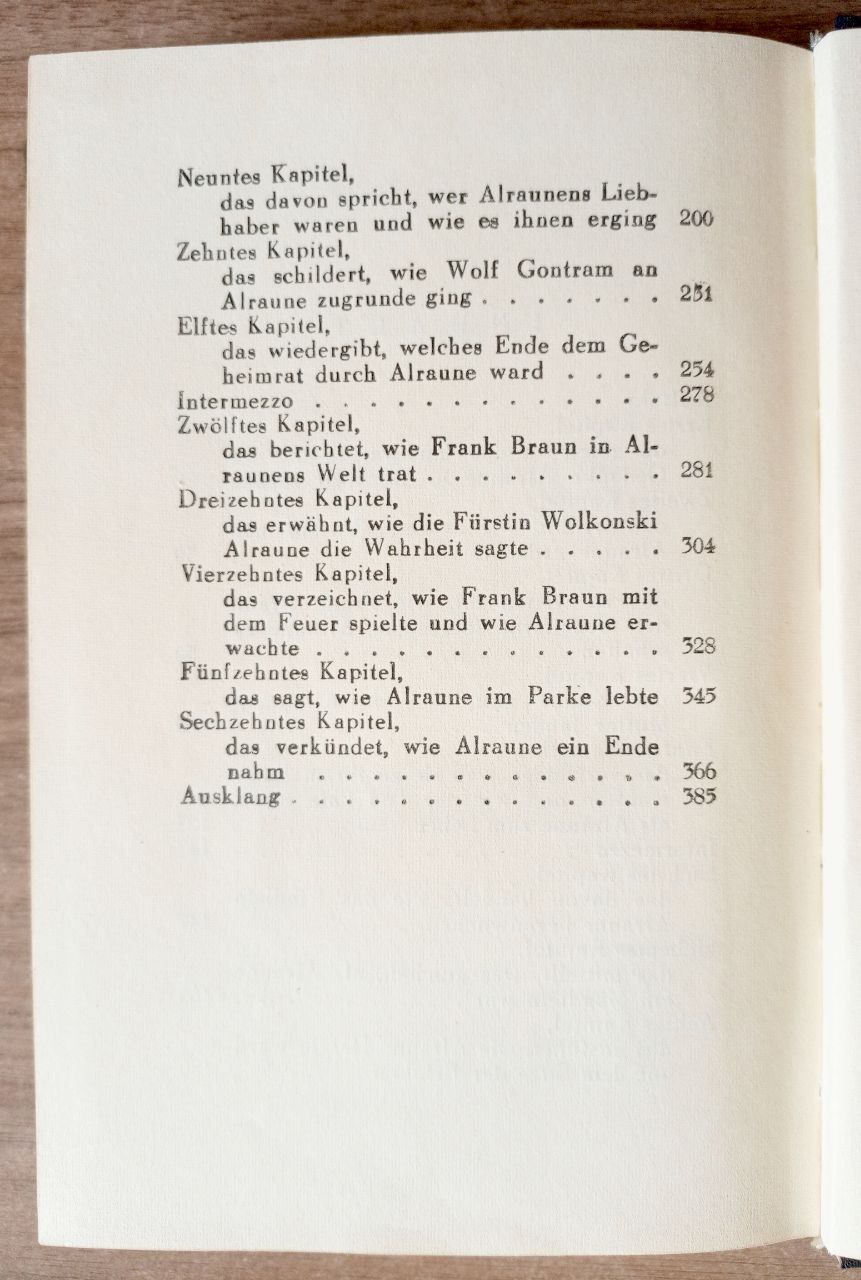 Neuntes Kapitel,
das davon spricht, wer Alraunens Lieb-
haber waren und wie es ihnen erging 200
Zehntes Kapitel,
das schildert, wie Wolf Gontram an
Alraune zugrunde ging . . . . . . . 231
Elftes Kapitel,
das wiedergibt, welches Ende dem Ge-
heimrat durch Alraune ward . . . . 254
Intermezzo . . . . . . . . . . . . . 278
Zwölftes Kapitel,
das berichtet, wie Frank Braun in Al-
raunens Welt trat . . . . . . . . . 281
Dreizehntes Kapitel,
das erwähnt, wie die Fürstin Wolkonski
Alraune die Wahrheit sagte . . . . . 304
Vierzehntes Kapitel,
das verzeichnet, wie Frank Braun mit
dem Feuer spielte und wie Alraune er-
wachte . . . . . . . . . . . . . 328
Fünfzehntes Kapitel,
das sagt, wie Alraune im Parke lebte 345
Sechzehntes Kapitel,
das verkündet, wie Alraune ein Ende
nahm . . . . . . . . . . . . . 366
Ausklang . . . . . . . . . . . . . . 385